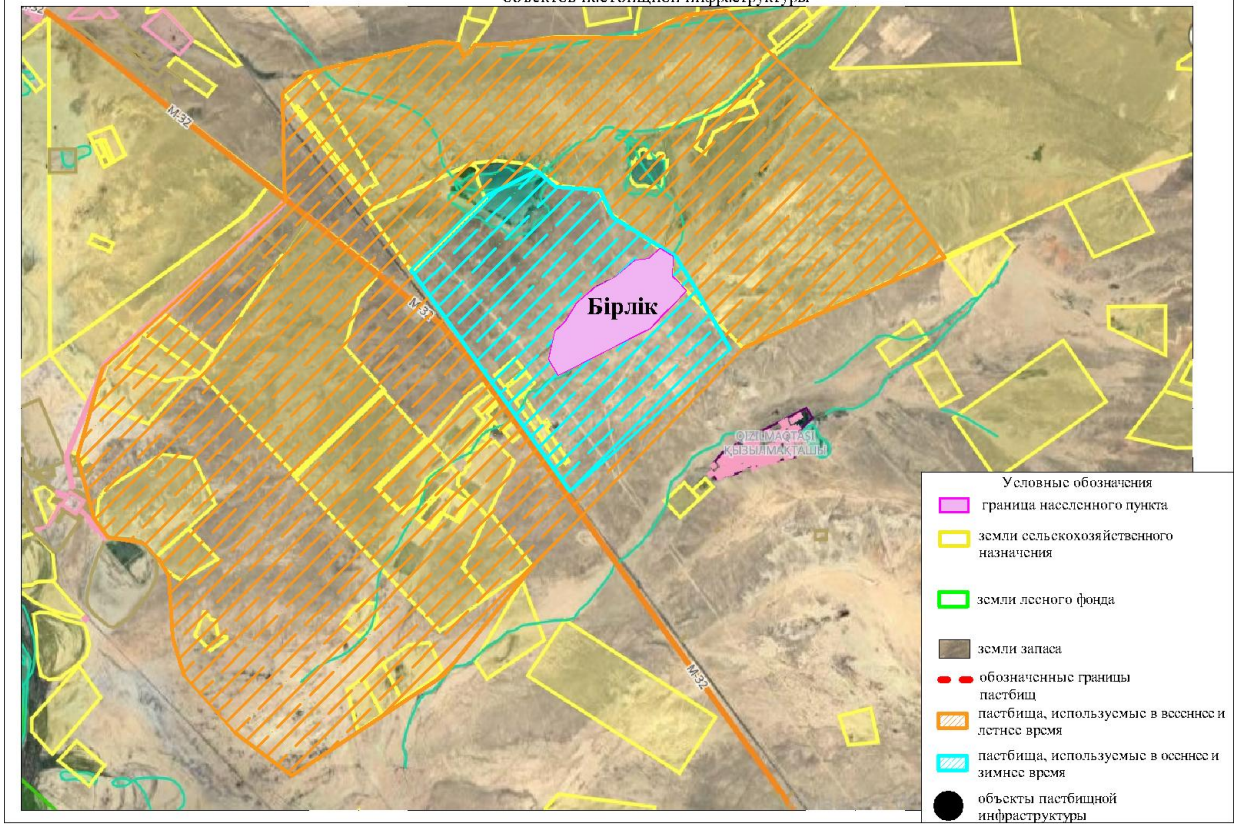 объектов пастбищной инфраструктуры
М-32
М-32
Бірлік
QIZILMAQTAŞI
ҚЫЗЫЛМАҚТАШЫ
М-32
Условные обозначения
граница населенного пункта
земли сельскохозяйственного
назначения
земли лесного фонда
земли запаса
обозначенные границы
пастбищ
пастбища, используемые в весеннее и
летнее время
пастбища, используемые в осеннее и
зимнее время
объекты пастбищной
инфраструктуры